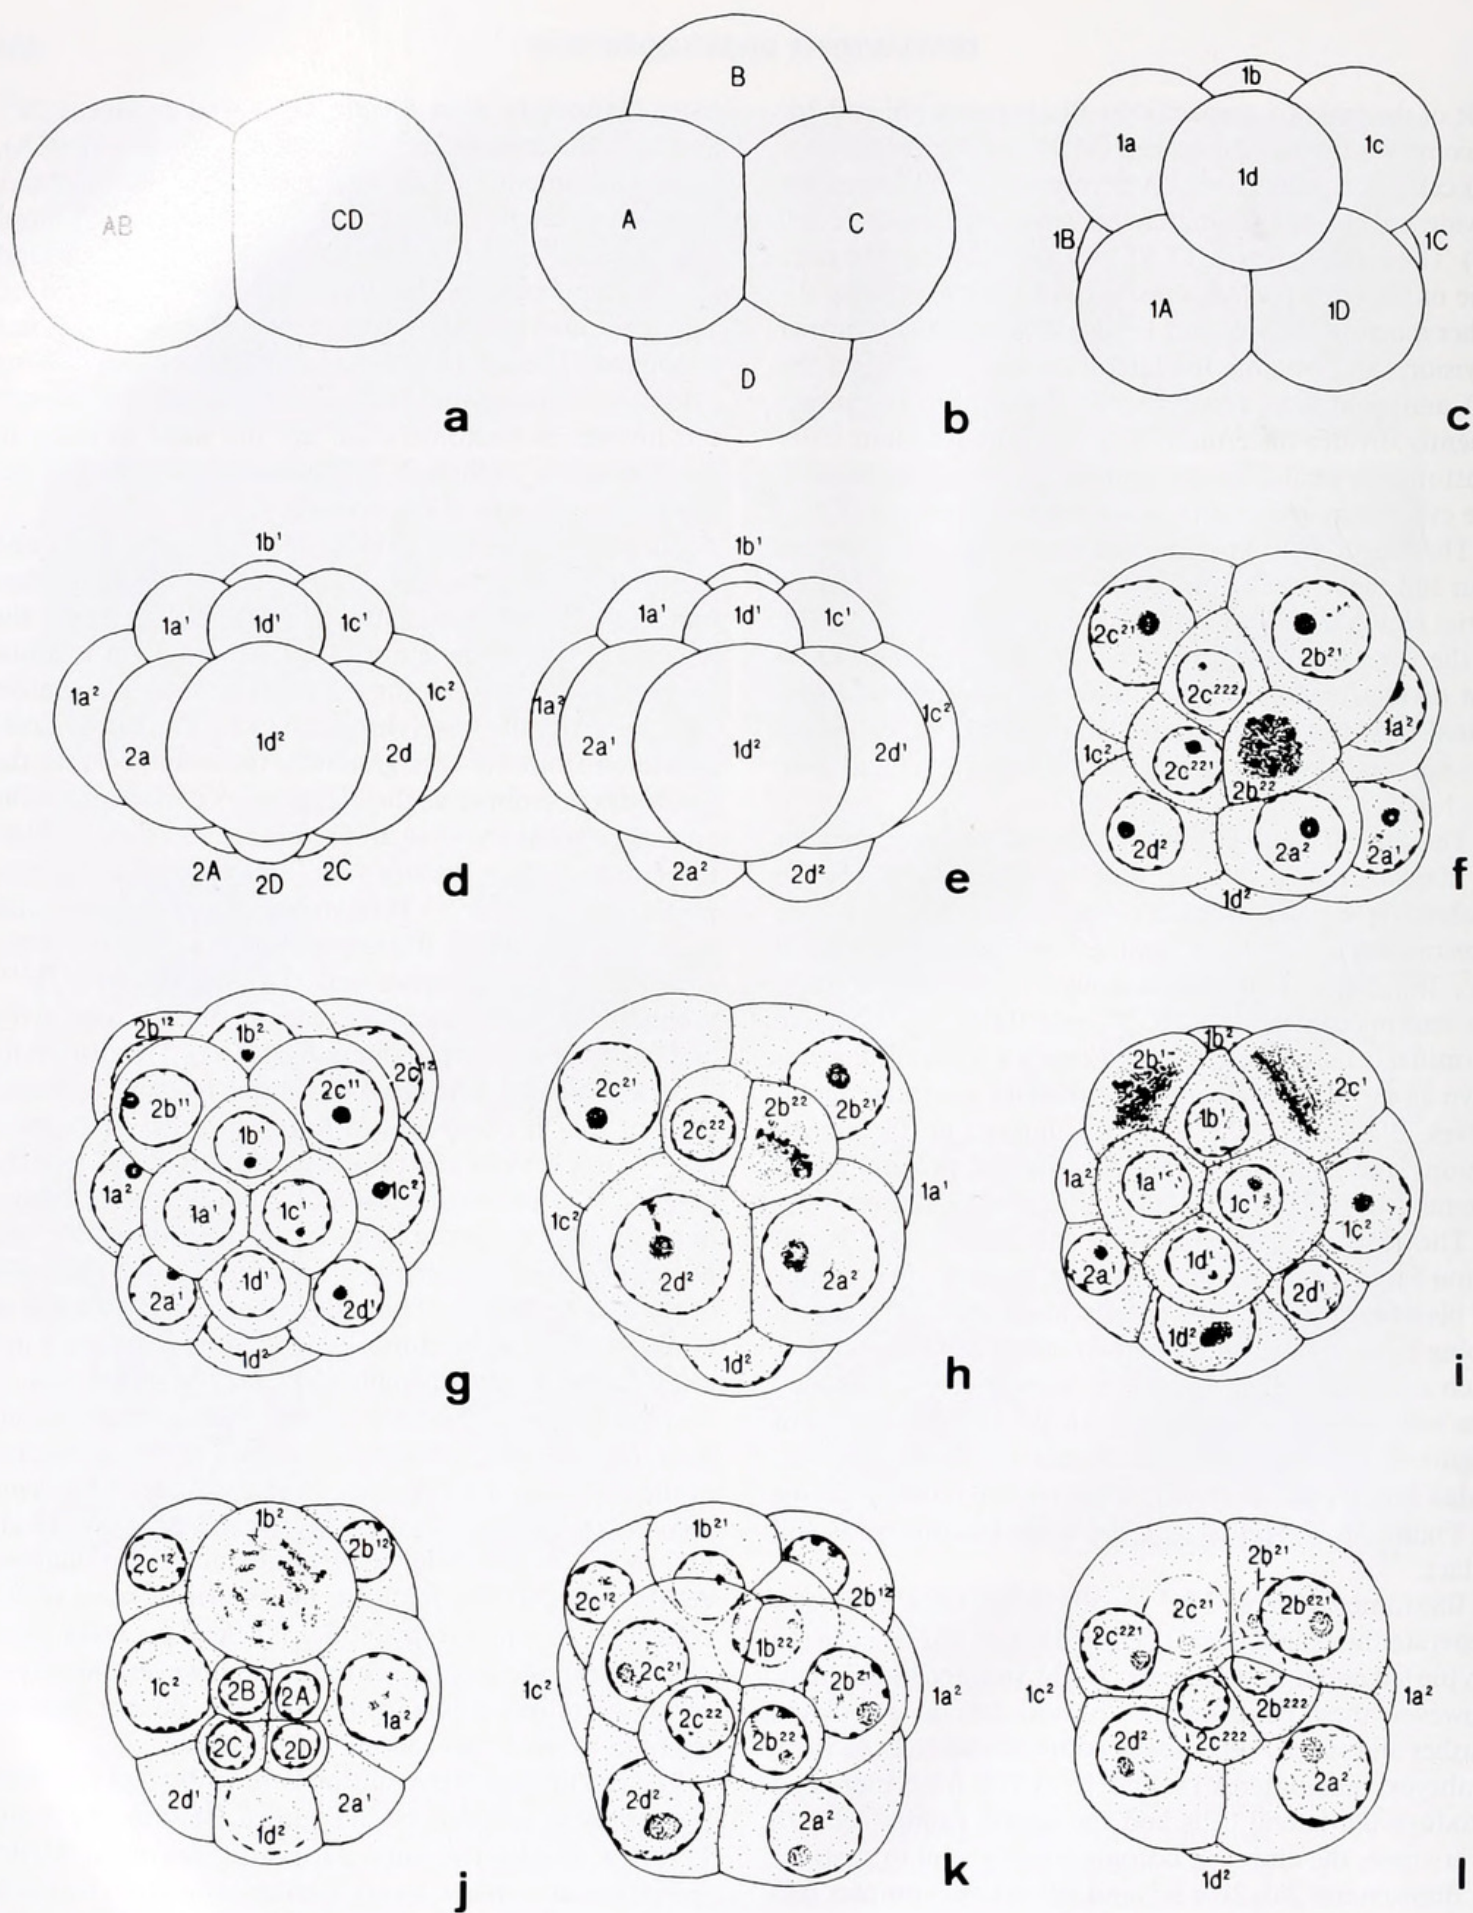 AB CD
a
B
A C
D
b
1b
1a 1d 1c
1B 1C
1A 1D
c
1b¹
1a¹ 1d¹ 1c¹
1a² 1c²
2a 1d² 2d
2A 2D 2C
d
1b¹
1a¹ 1d¹ 1c¹
1a² 1c²
2a¹ 1d² 2d¹
2a² 2d²
e
2c²¹ 2b²¹
2c²²²
1c² 1a²
2c²²¹ 2b²²
2d² 2a² 2a¹
1d²
f
2b¹² 1b² 2c¹²
2b¹¹ 2c¹¹
1b¹
1a² 1c²
1a¹ 1c¹
2a¹ 1d¹ 2d¹
1d²
g
2c²¹ 2b²² 2b²¹
2c²²
1c² 1a¹
2d² 2a²
1d²
h
2b¹ 1b² 2c¹
1b¹
1a² 1a¹ 1c¹ 1c²
2a¹ 1d¹ 2d¹
1d²
i
1b²
2c¹² 2b¹²
1c² 2B 2A 1a²
2C 2D
2d¹ 1d² 2a¹
j
1b²¹
2c¹² 2b¹²
1b²²
1c² 2c²¹ 2b²¹ 1a²
2c²² 2b²²
2d² 2a²
k
2b²¹
2c²¹ 2b²²¹
2c²²¹
1c² 2b²²² 1a²
2d² 2c²²² 2a²
1d²
l